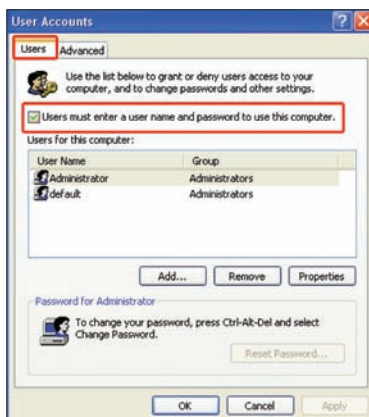 User Accounts
Users
Advanced
Use the list below to grant or deny users access to your
computer, and to change passwords and other settings.
Users must enter a user name and password to use this computer.
Users for this computer:
User Name Group
Administrator Administrators
default Administrators
Add... Remove Properties
Password for Administrator
To change your password, press Ctrl-Alt-Del and select
Change Password.
Reset Password...
OK Cancel Apply